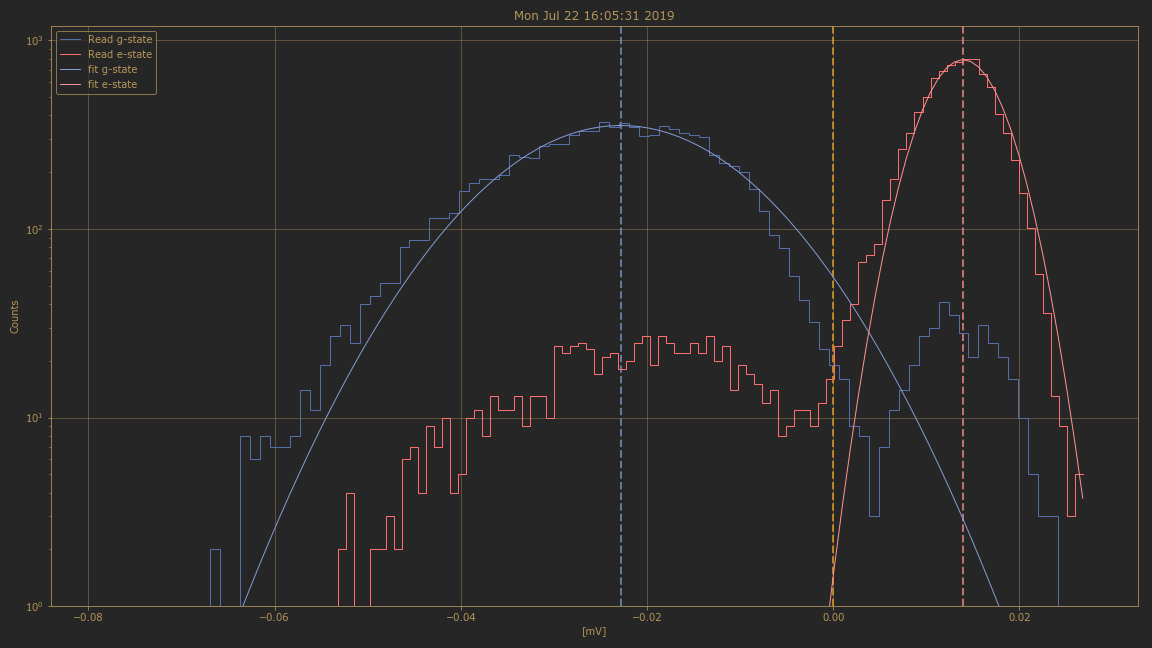 Mon Jul 22 16:05:31 2019
Read g-state
Read e-state
fit g-state
fit e-state
Counts
10³
10²
10¹
10⁰
−0.08 −0.06 −0.04 −0.02 0.00 0.02
[mV]